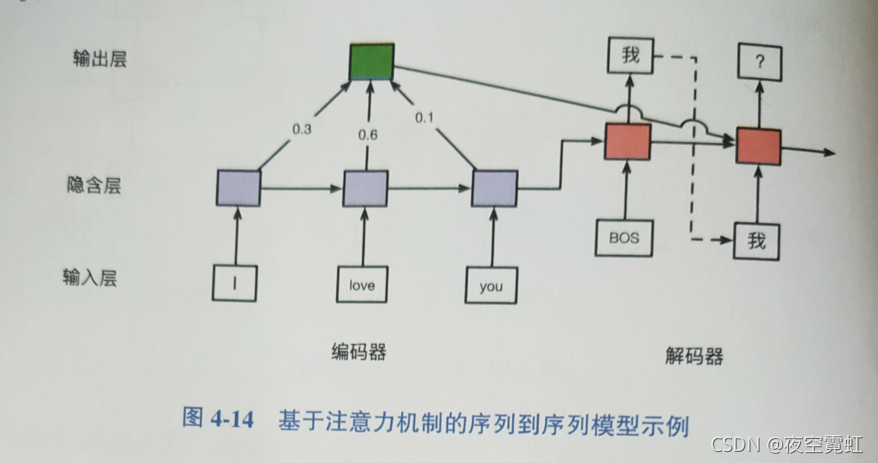 输出层
我
?
0.3
0.6
0.1
隐含层
BOS
我
输入层
I
love
you
编码器
解码器
图 4-14 基于注意力机制的序列到序列模型示例
CSDN @夜空霓虹